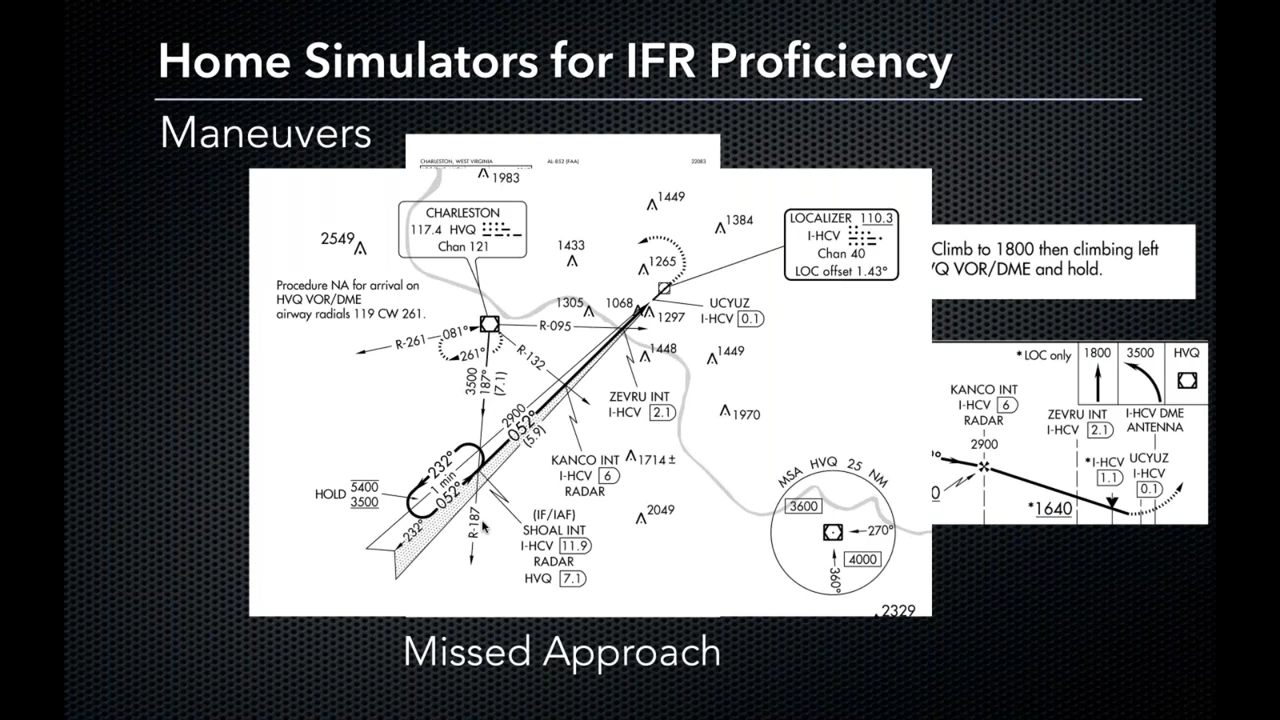 Home Simulators for IFR Proficiency
Maneuvers
CHARLESTON, WEST VIRGINIA
AL-852 (FAA)
22083
1983
CHARLESTON
117.4 HVQ
Chan 121
2549
1433
1449
1384
1265
LOCALIZER 110.3
I-HCV
Chan 40
LOC offset 1.43°
Procedure NA for arrival on
HVQ VOR/DME
airway radials 119 CW 261.
1305
1068
1297
UCYUZ
I-HCV 0.1
R-095
R-261
081°
261°
R-132
3500
187°
(7.1)
1448
1449
ZEVRU INT
I-HCV 2.1
1970
2900
052°
(5.9)
KANCO INT
I-HCV 6
RADAR
1714±
232°
1 min
052°
HOLD 5400
3500
232°
R-187
(IF/IAF)
SHOAL INT
I-HCV 11.9
RADAR
HVQ 7.1
2049
MSA HVQ 25 NM
3600
270°
4000
360°
2329
Climb to 1800 then climbing left
VQ VOR/DME and hold.
*LOC only
1800
3500
HVQ
KANCO INT
I-HCV 6
RADAR
2900
ZEVRU INT
I-HCV 2.1
I-HCV DME
ANTENNA
*I-HCV
1.1
UCYUZ
I-HCV
0.1
*1640
Missed Approach